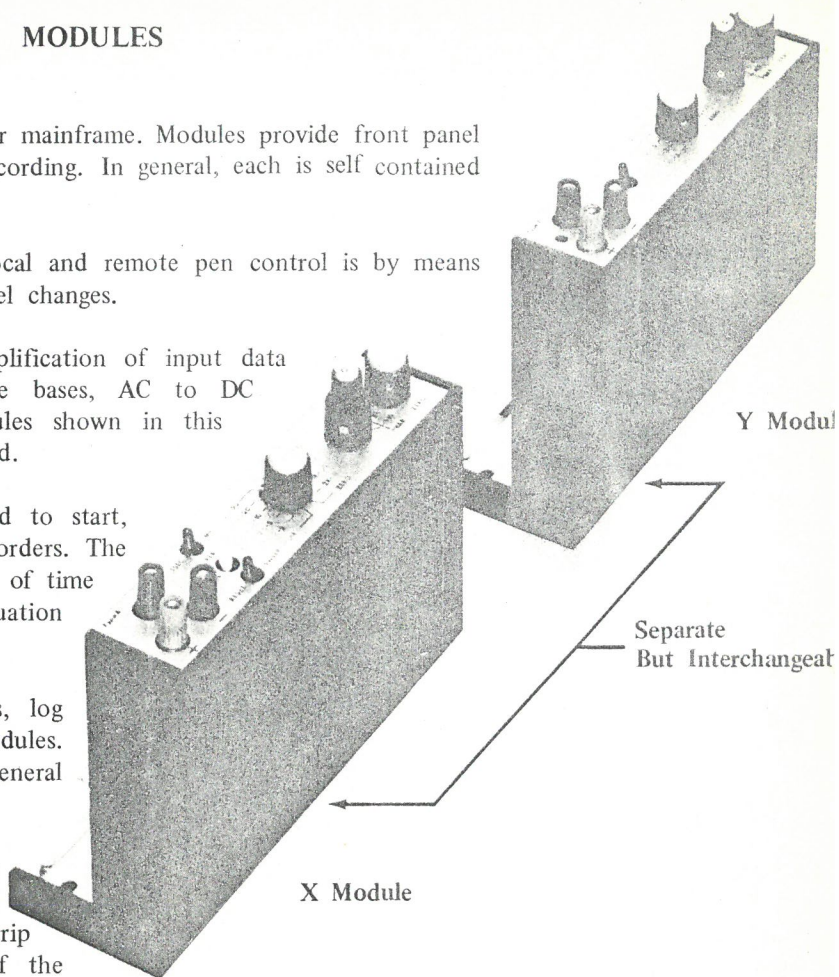 MODULES
r mainframe. Modules provide front panel
cording. In general, each is self contained
ocal and remote pen control is by means
el changes.
plification of input data
e bases, AC to DC
ules shown in this
d.
Y Modul
d to start,
orders. The
of time
uation
Separate
But Interchangeab
s, log
dules.
eneral
X Module
rip
f the